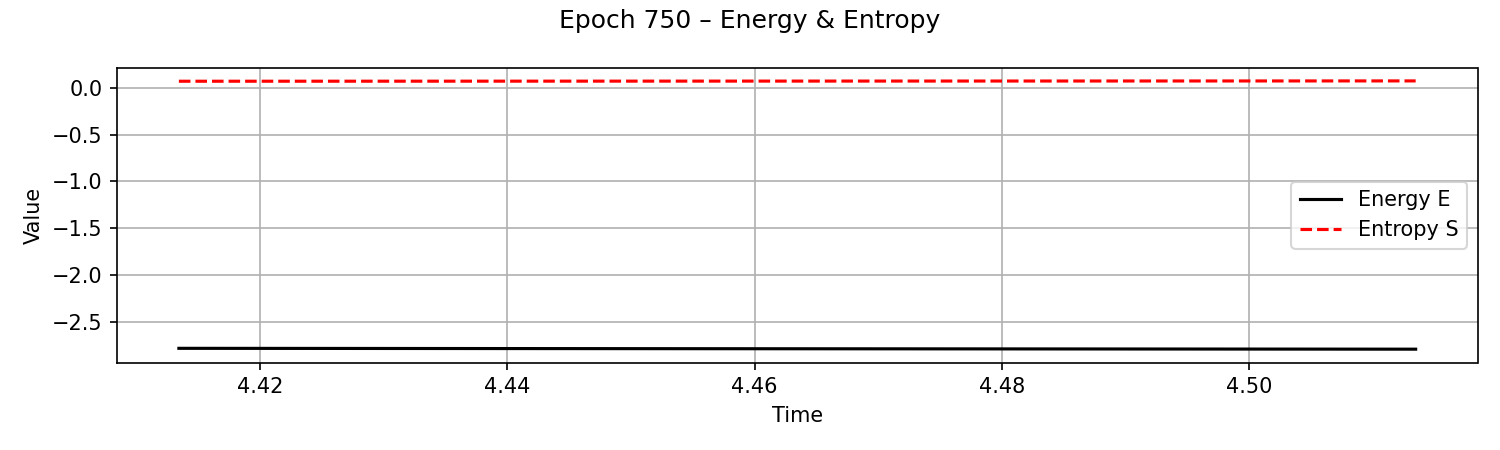 Epoch 750 – Energy & Entropy
0.0
−0.5
−1.0
−1.5
−2.0
−2.5
Value
Energy E
Entropy S
4.42 4.44 4.46 4.48 4.50
Time